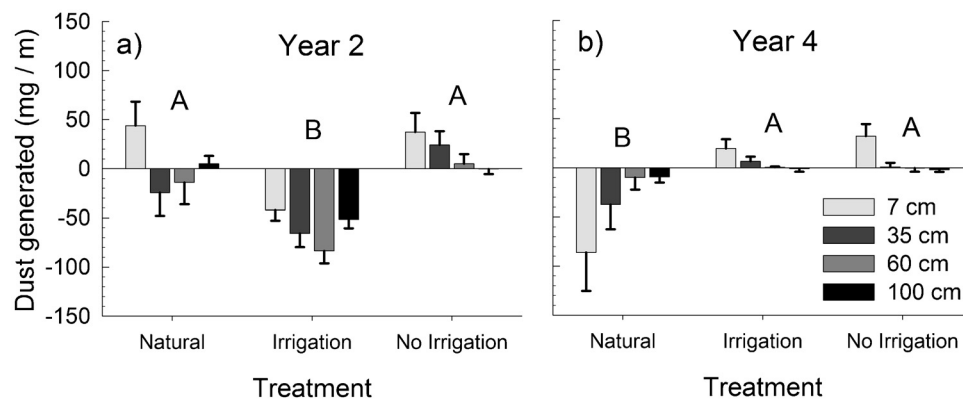 a) Year 2
Dust generated (mg / m)
150
100
50
0
-50
-100
-150
A
B
A
Natural Irrigation No Irrigation
Treatment
b) Year 4
B
A
A
7 cm
35 cm
60 cm
100 cm
Natural Irrigation No Irrigation
Treatment